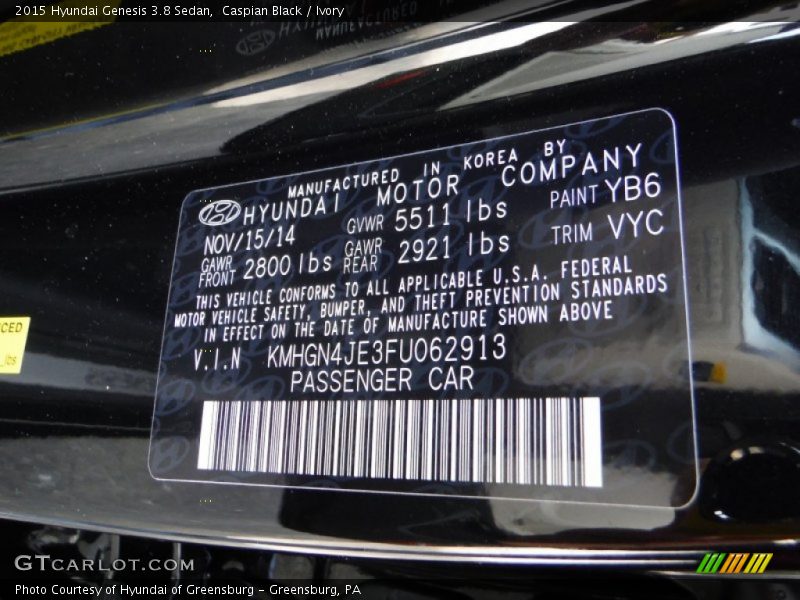 2015 Hyundai Genesis 3.8 Sedan,  Caspian Black / Ivory
MANUFACTURED IN KOREA BY
HYUNDAI MOTOR COMPANY
NOV/15/14 GVWR 5511 lbs PAINT YB6
GAWR FRONT 2800 lbs GAWR REAR 2921 lbs TRIM VYC
THIS VEHICLE CONFORMS TO ALL APPLICABLE U.S.A. FEDERAL
MOTOR VEHICLE SAFETY, BUMPER, AND THEFT PREVENTION STANDARDS
IN EFFECT ON THE DATE OF MANUFACTURE SHOWN ABOVE
V.I.N KMHGN4JE3FU062913
PASSENGER CAR
lbs
GTCARLOT.COM
Photo Courtesy of Hyundai of Greensburg - Greensburg, PA